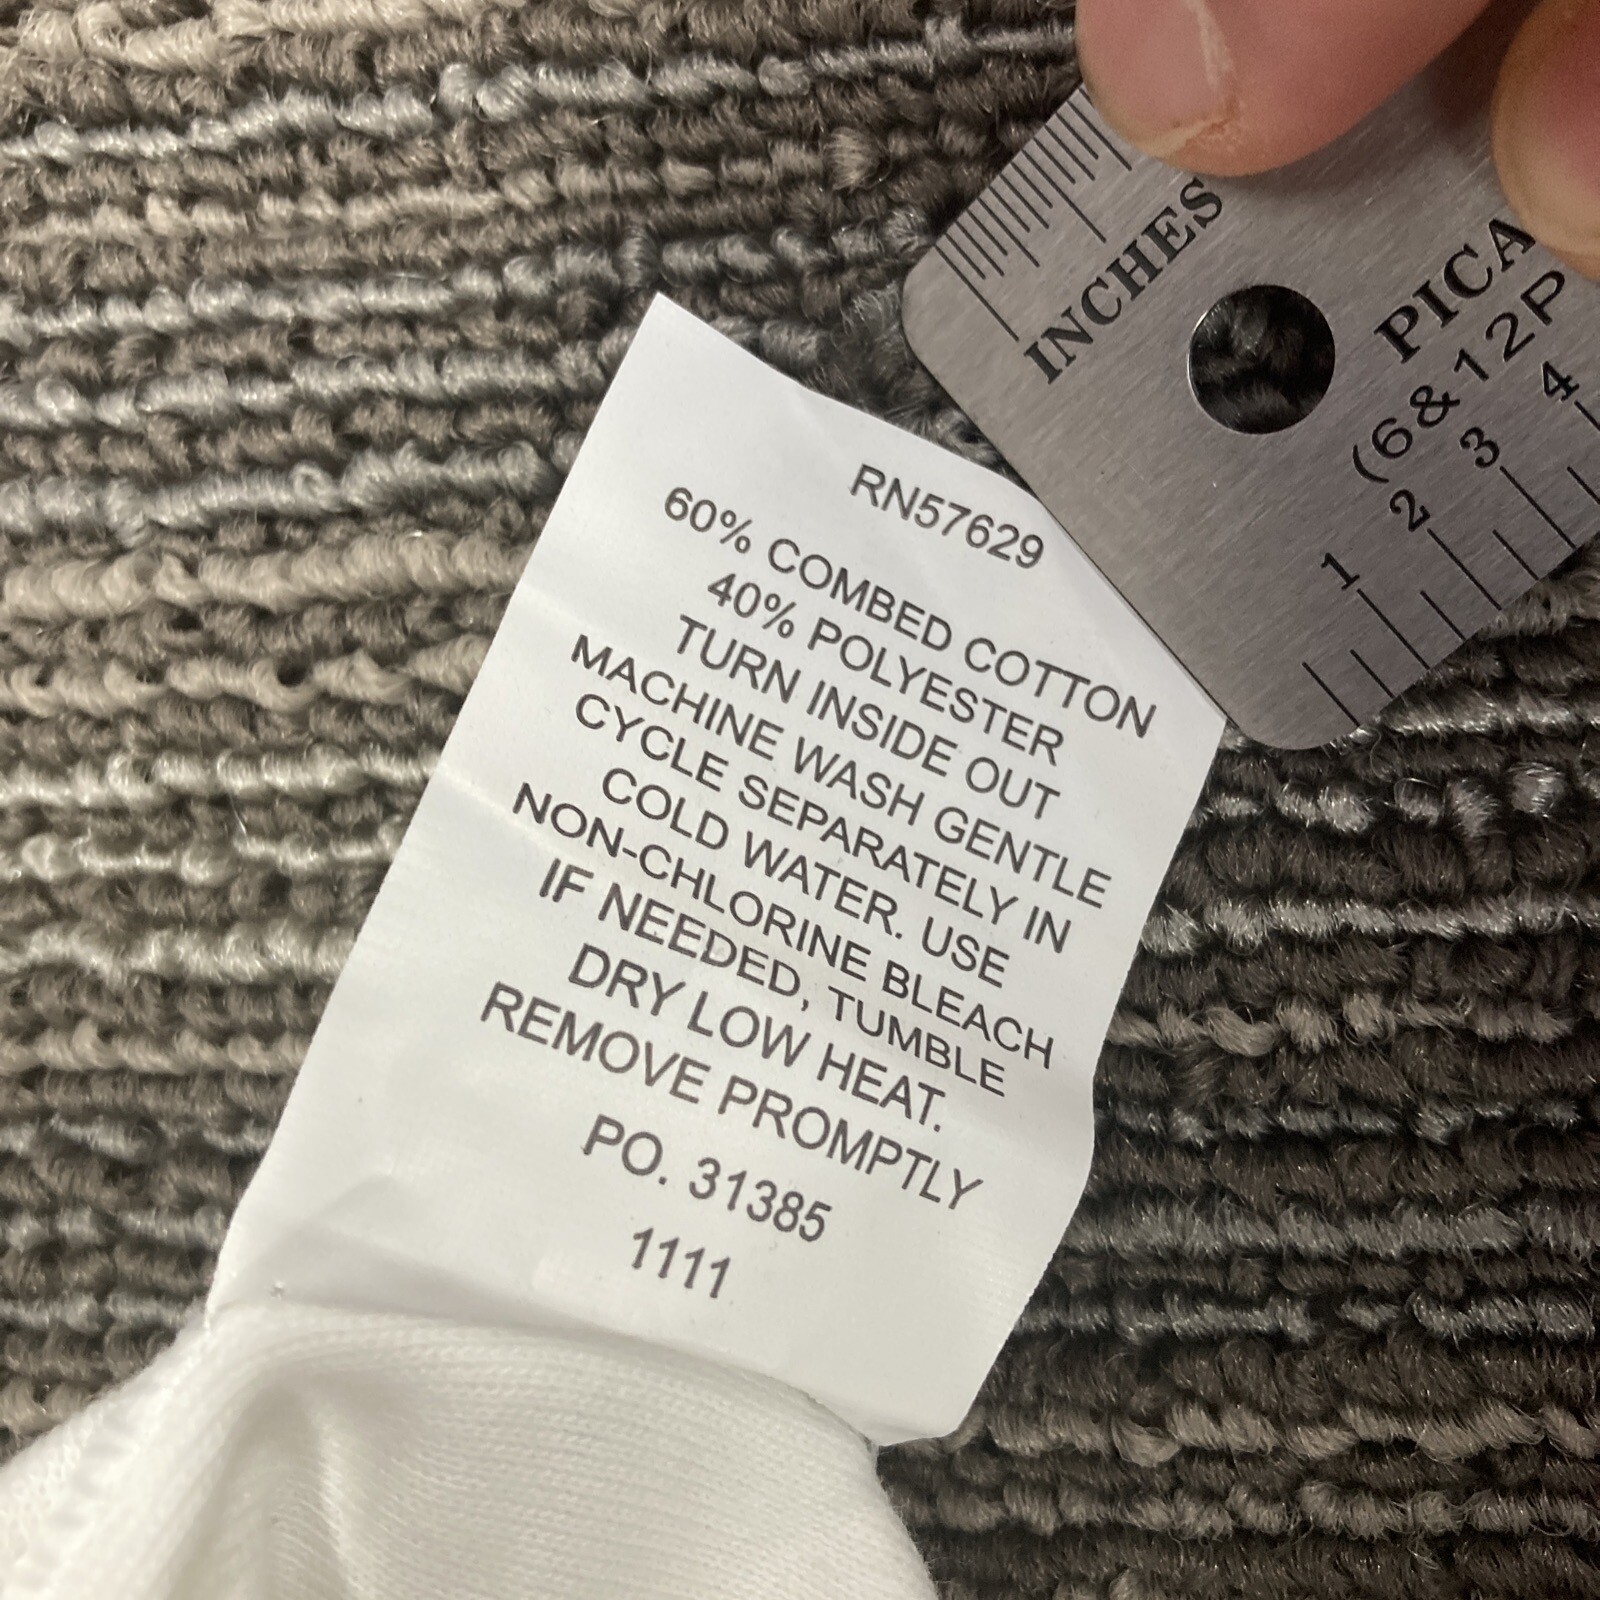 RN57629
60% COMBED COTTON
40% POLYESTER
TURN INSIDE OUT
MACHINE WASH GENTLE
CYCLE SEPARATELY IN
COLD WATER. USE
NON-CHLORINE BLEACH
IF NEEDED, TUMBLE
DRY LOW HEAT.
REMOVE PROMPTLY
PO. 31385
1111
INCHES
PICA
(6&12P
1 2 3 4